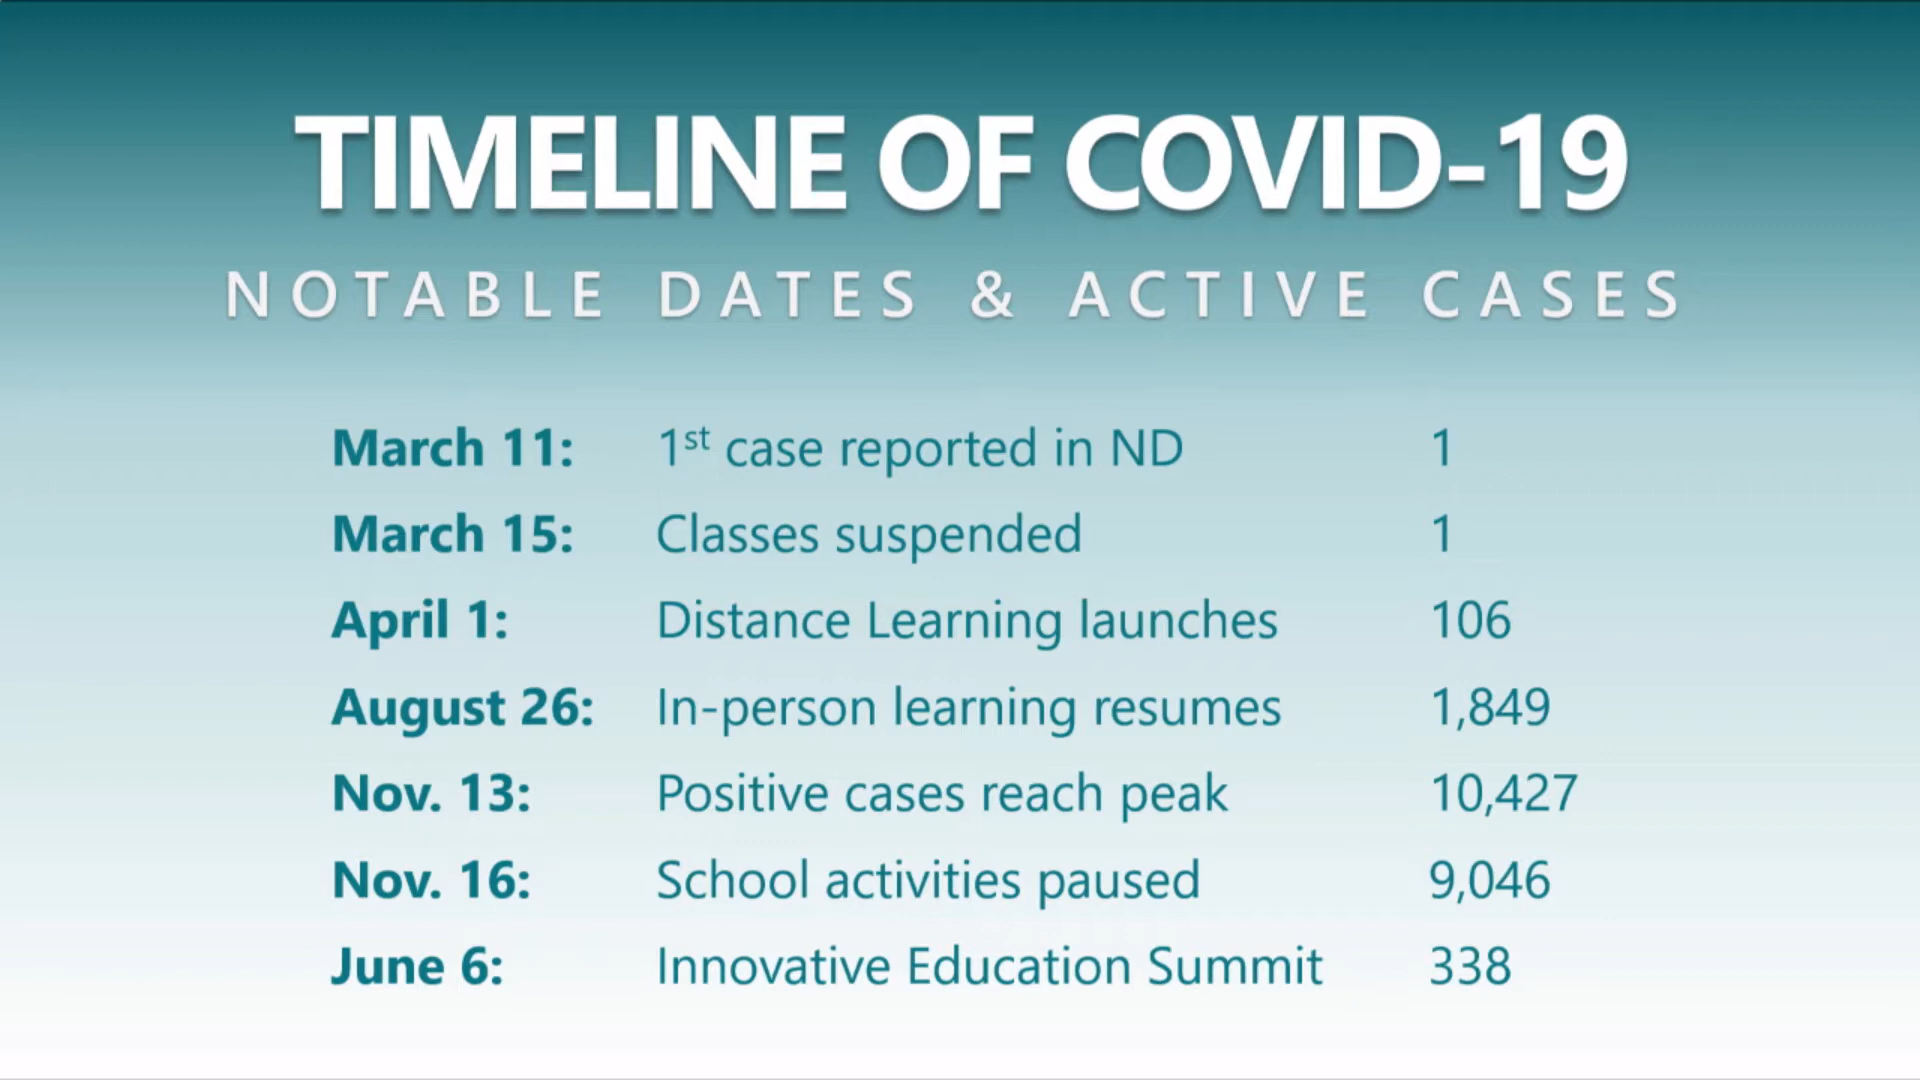 TIMELINE OF COVID-19
NOTABLE DATES & ACTIVE CASES
March 11: 1st case reported in ND 1
March 15: Classes suspended 1
April 1: Distance Learning launches 106
August 26: In-person learning resumes 1,849
Nov. 13: Positive cases reach peak 10,427
Nov. 16: School activities paused 9,046
June 6: Innovative Education Summit 338